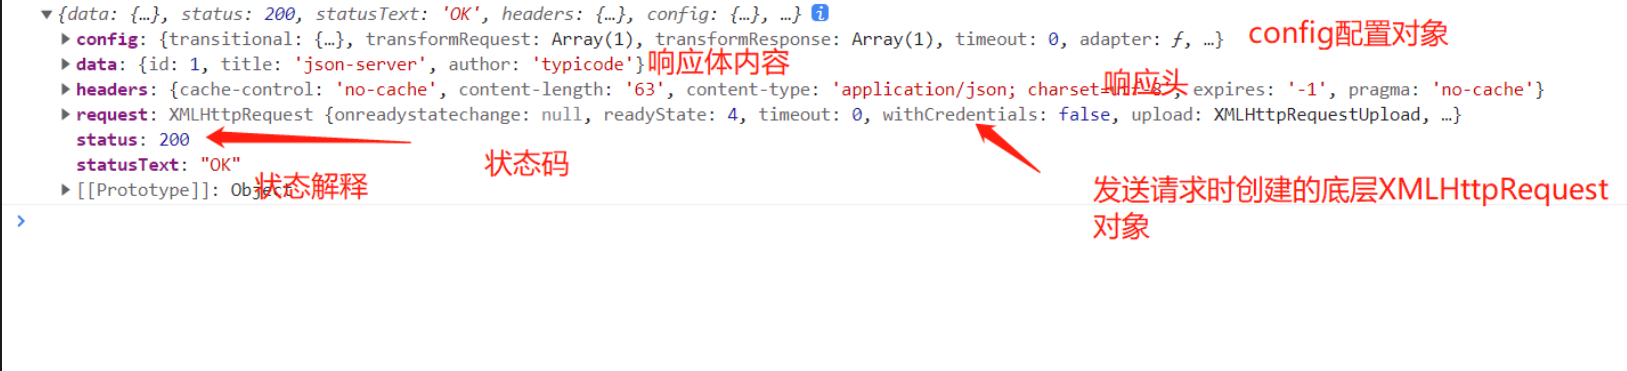 ▼{data: {…}, status: 200, statusText: 'OK', headers: {…}, config: {…}, …} i
▶config: {transitional: {…}, transformRequest: Array(1), transformResponse: Array(1), timeout: 0, adapter: ƒ, …} config配置对象
▶data: {id: 1, title: 'json-server', author: 'typicode'} 响应体内容
响应头
▶headers: {cache-control: 'no-cache', content-length: '63', content-type: 'application/json; charset=utf-8', expires: '-1', pragma: 'no-cache'}
▶request: XMLHttpRequest {onreadystatechange: null, readyState: 4, timeout: 0, withCredentials: false, upload: XMLHttpRequestUpload, …}
status: 200
状态码
statusText: "OK"
状态解释
▶[[Prototype]]: Object
发送请求时创建的底层XMLHttpRequest
对象
>